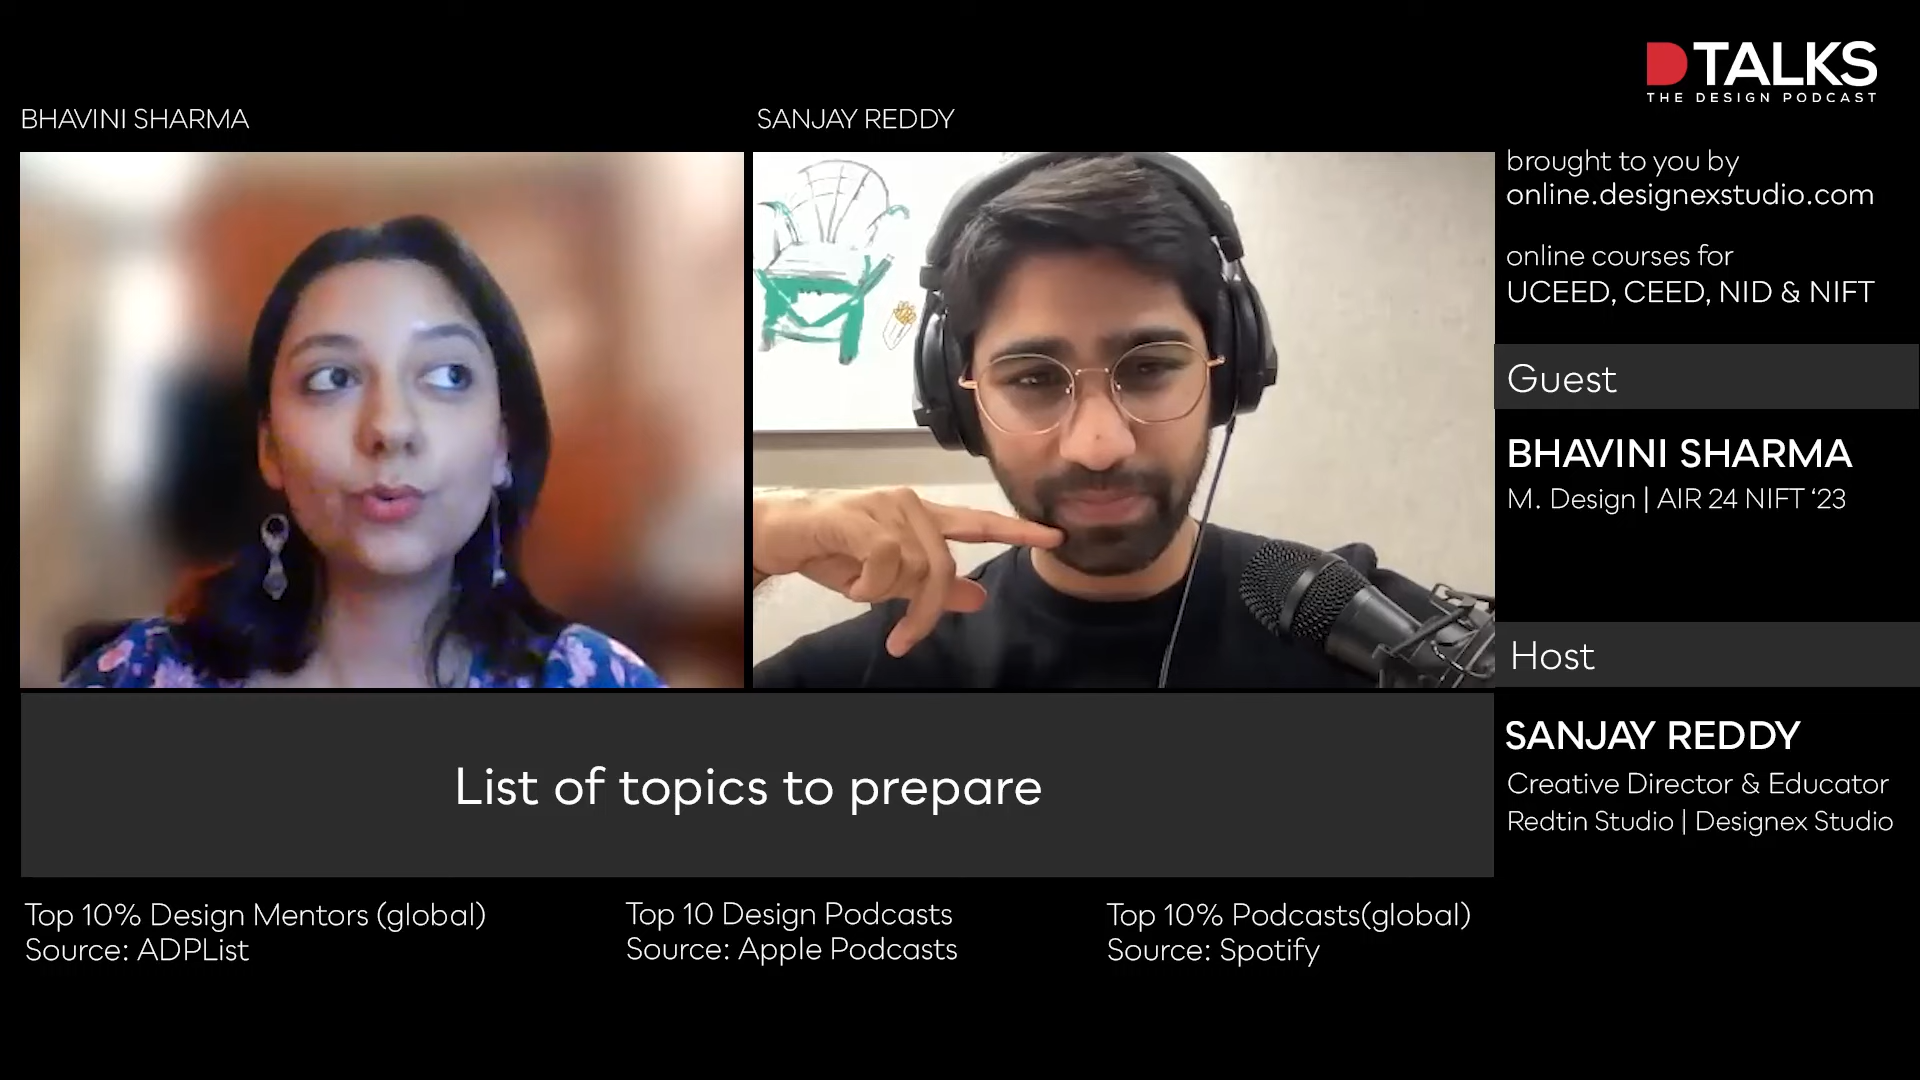 DTALKS
THE DESIGN PODCAST
BHAVINI SHARMA
SANJAY REDDY
brought to you by
online.designexstudio.com
online courses for
UCEED, CEED, NID & NIFT
Guest
BHAVINI SHARMA
M. Design | AIR 24 NIFT ‘23
Host
SANJAY REDDY
Creative Director & Educator
Redtin Studio | Designex Studio
List of topics to prepare
Top 10% Design Mentors (global)
Source: ADPList
Top 10 Design Podcasts
Source: Apple Podcasts
Top 10% Podcasts(global)
Source: Spotify